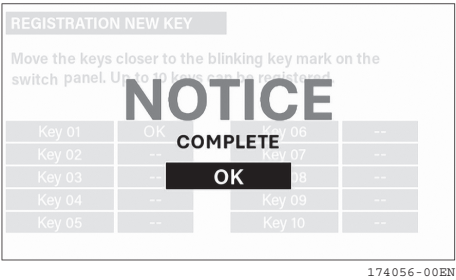 REGISTRATION NEW KEY
Move the keys closer to the blinking key mark on the
switch panel. Up to 10 keys can be registered.
NOTICE
COMPLETE
OK
Key 01 OK Key 06 --
Key 02 -- Key 07 --
Key 03 -- 08 --
Key 04 -- Key 09 --
Key 05 -- Key 10 --
174056-00EN